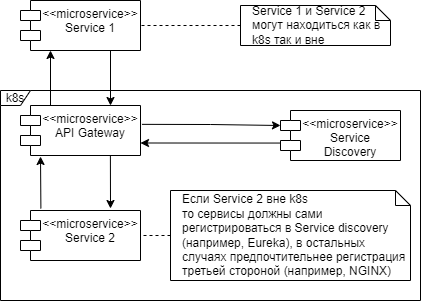 <<microservice>>
Service 1
Service 1 и Service 2
могут находиться как в
k8s так и вне
k8s
<<microservice>>
API Gateway
<<microservice>>
Service
Discovery
<<microservice>>
Service 2
Если Service 2 вне k8s
то сервисы должны сами
регистрироваться в Service discovery
(например, Eureka), в остальных
случаях предпочтительнее регистрация
третьей стороной (например, NGINX)